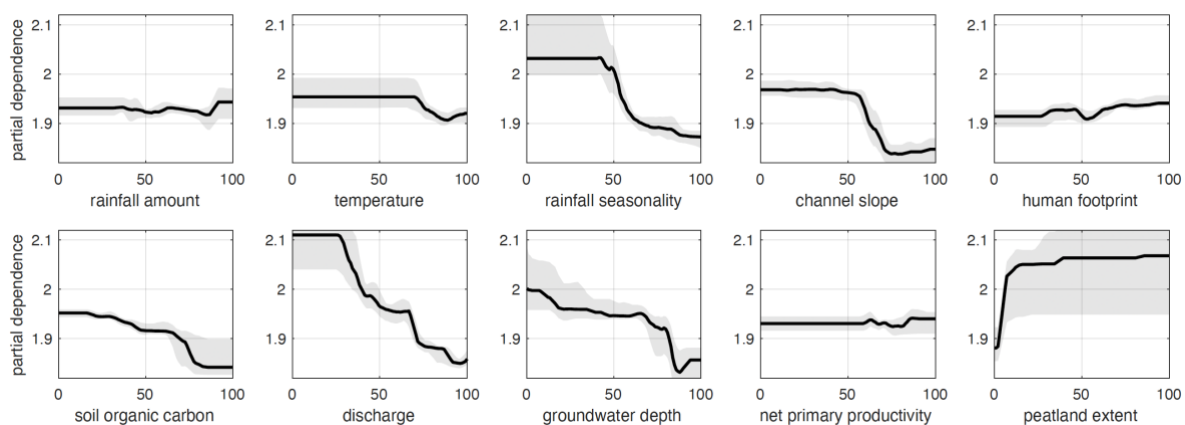 partial dependence
2.1
2
1.9
0 50 100
rainfall amount
2.1
2
1.9
0 50 100
temperature
2.1
2
1.9
0 50 100
rainfall seasonality
2.1
2
1.9
0 50 100
channel slope
2.1
2
1.9
0 50 100
human footprint
partial dependence
2.1
2
1.9
0 50 100
soil organic carbon
2.1
2
1.9
0 50 100
discharge
2.1
2
1.9
0 50 100
groundwater depth
2.1
2
1.9
0 50 100
net primary productivity
2.1
2
1.9
0 50 100
peatland extent